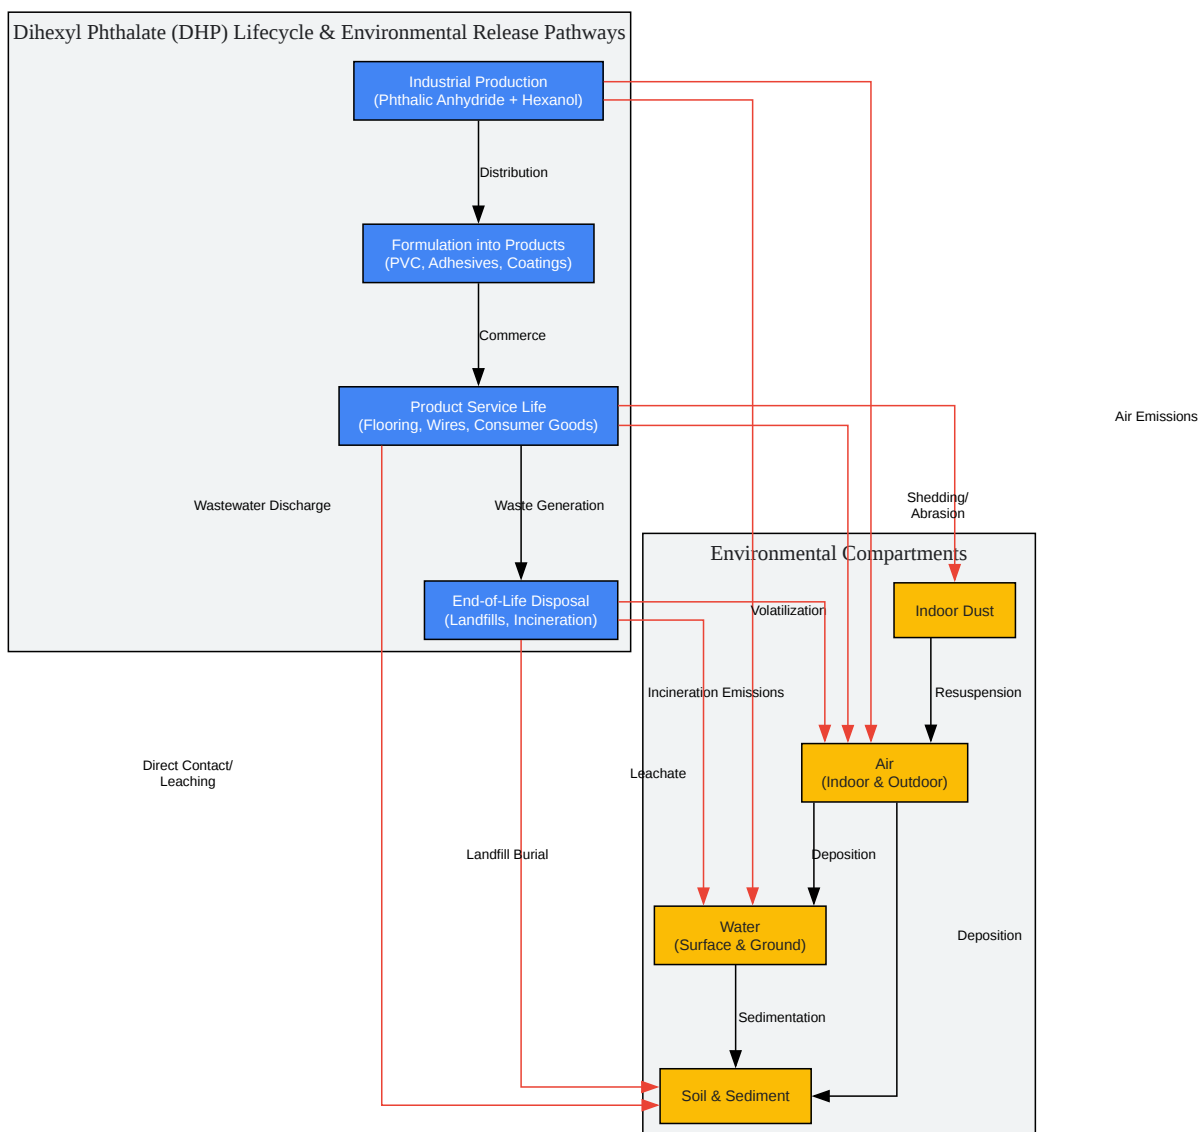 Dihexyl Phthalate (DHP) Lifecycle & Environmental Release Pathways
Industrial Production
(Phthalic Anhydride + Hexanol)
Distribution
Formulation into Products
(PVC, Adhesives, Coatings)
Commerce
Product Service Life
(Flooring, Wires, Consumer Goods)
Air Emissions
Wastewater Discharge
Waste Generation
Shedding/
Abrasion
Environmental Compartments
End-of-Life Disposal
(Landfills, Incineration)
Volatilization
Indoor Dust
Incineration Emissions
Resuspension
Direct Contact/
Leaching
Leachate
Air
(Indoor & Outdoor)
Landfill Burial
Deposition
Water
(Surface & Ground)
Deposition
Sedimentation
Soil & Sediment